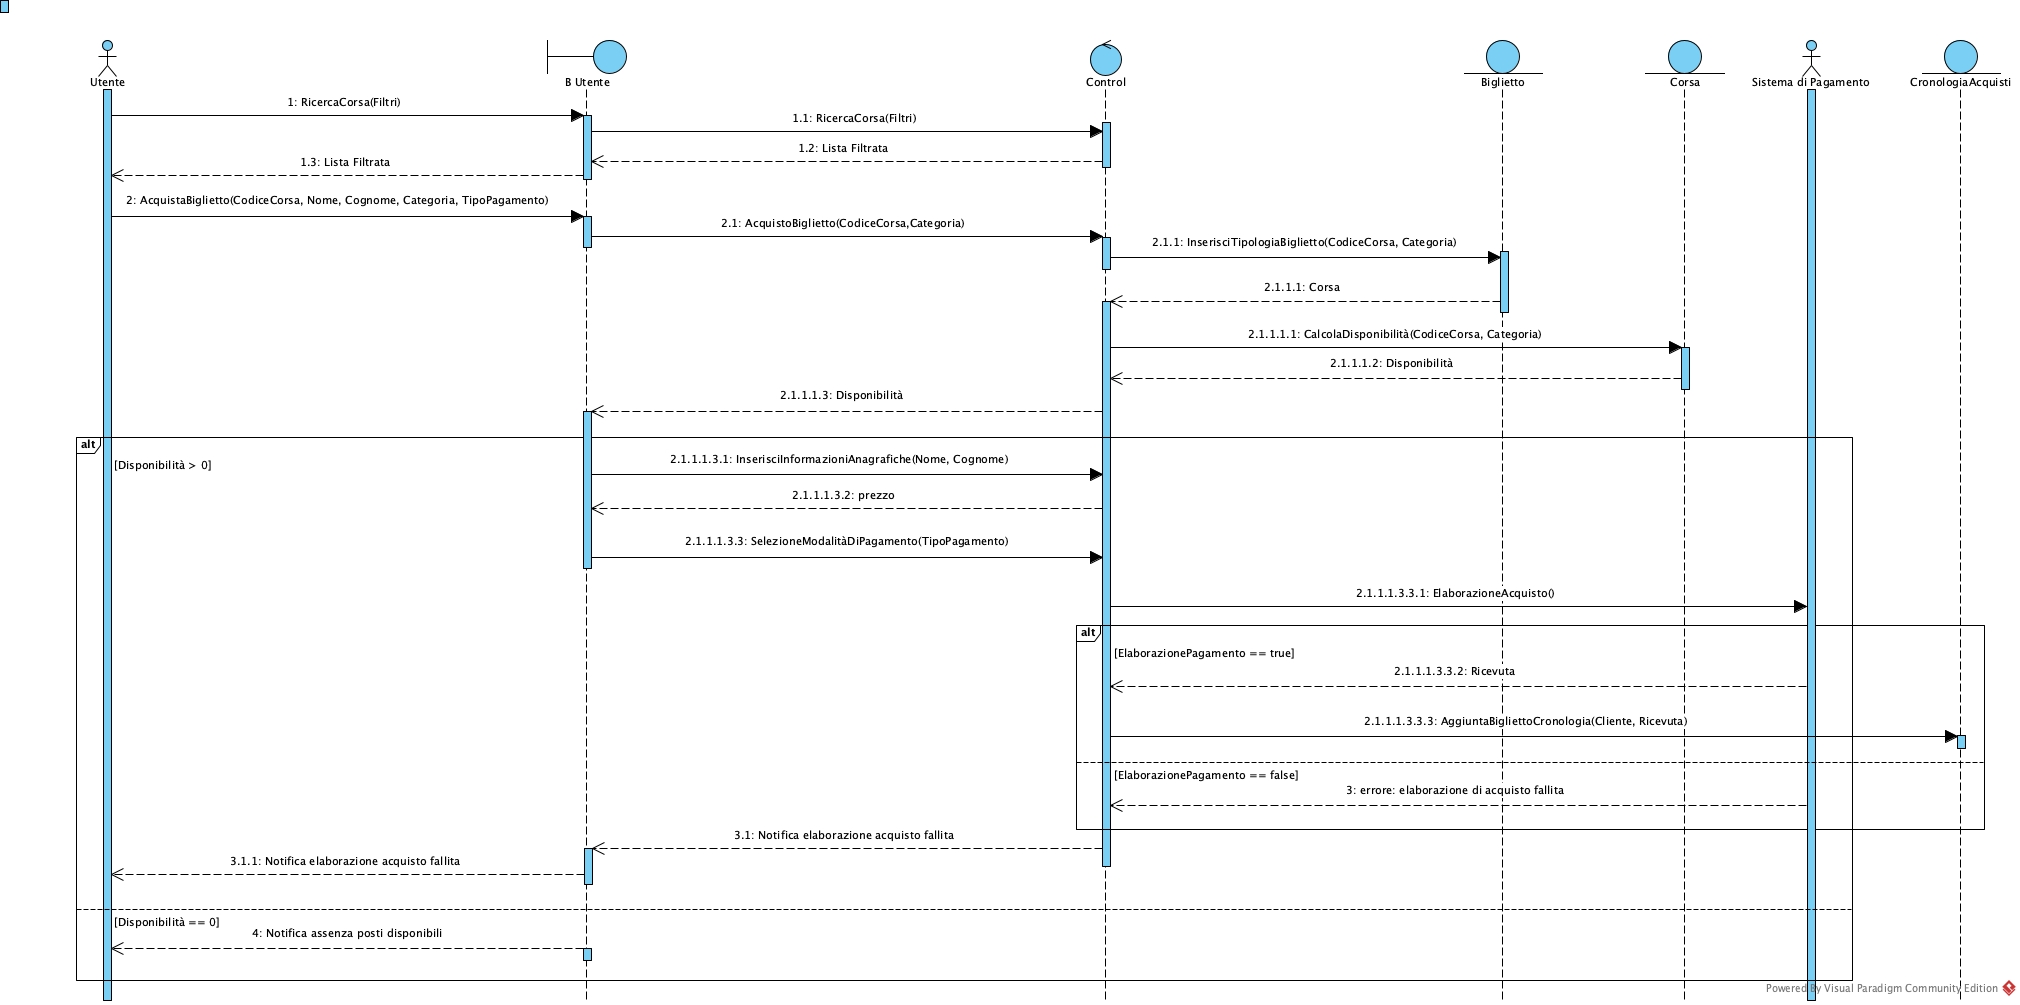 Utente
B Utente
Control
Biglietto
Corsa
Sistema di Pagamento
CronologiaAcquisti
1: RicercaCorsa(Filtri)
1.1: RicercaCorsa(Filtri)
1.2: Lista Filtrata
1.3: Lista Filtrata
2: AcquistaBiglietto(CodiceCorsa, Nome, Cognome, Categoria, TipoPagamento)
2.1: AcquistoBiglietto(CodiceCorsa,Categoria)
2.1.1: InserisciTipologiaBiglietto(CodiceCorsa, Categoria)
2.1.1.1: Corsa
2.1.1.1.1: CalcolaDisponibilità(CodiceCorsa, Categoria)
2.1.1.1.2: Disponibilità
2.1.1.1.3: Disponibilità
alt
[Disponibilità > 0]
2.1.1.1.3.1: InserisciInformazioniAnagrafiche(Nome, Cognome)
2.1.1.1.3.2: prezzo
2.1.1.1.3.3: SelezioneModalitàDiPagamento(TipoPagamento)
2.1.1.1.3.3.1: ElaborazioneAcquisto()
alt
[ElaborazionePagamento == true]
2.1.1.1.3.3.2: Ricevuta
2.1.1.1.3.3.3: AggiuntaBigliettoCronologia(Cliente, Ricevuta)
[ElaborazionePagamento == false]
3: errore: elaborazione di acquisto fallita
3.1: Notifica elaborazione acquisto fallita
3.1.1: Notifica elaborazione acquisto fallita
[Disponibilità == 0]
4: Notifica assenza posti disponibili
Powered By Visual Paradigm Community Edition